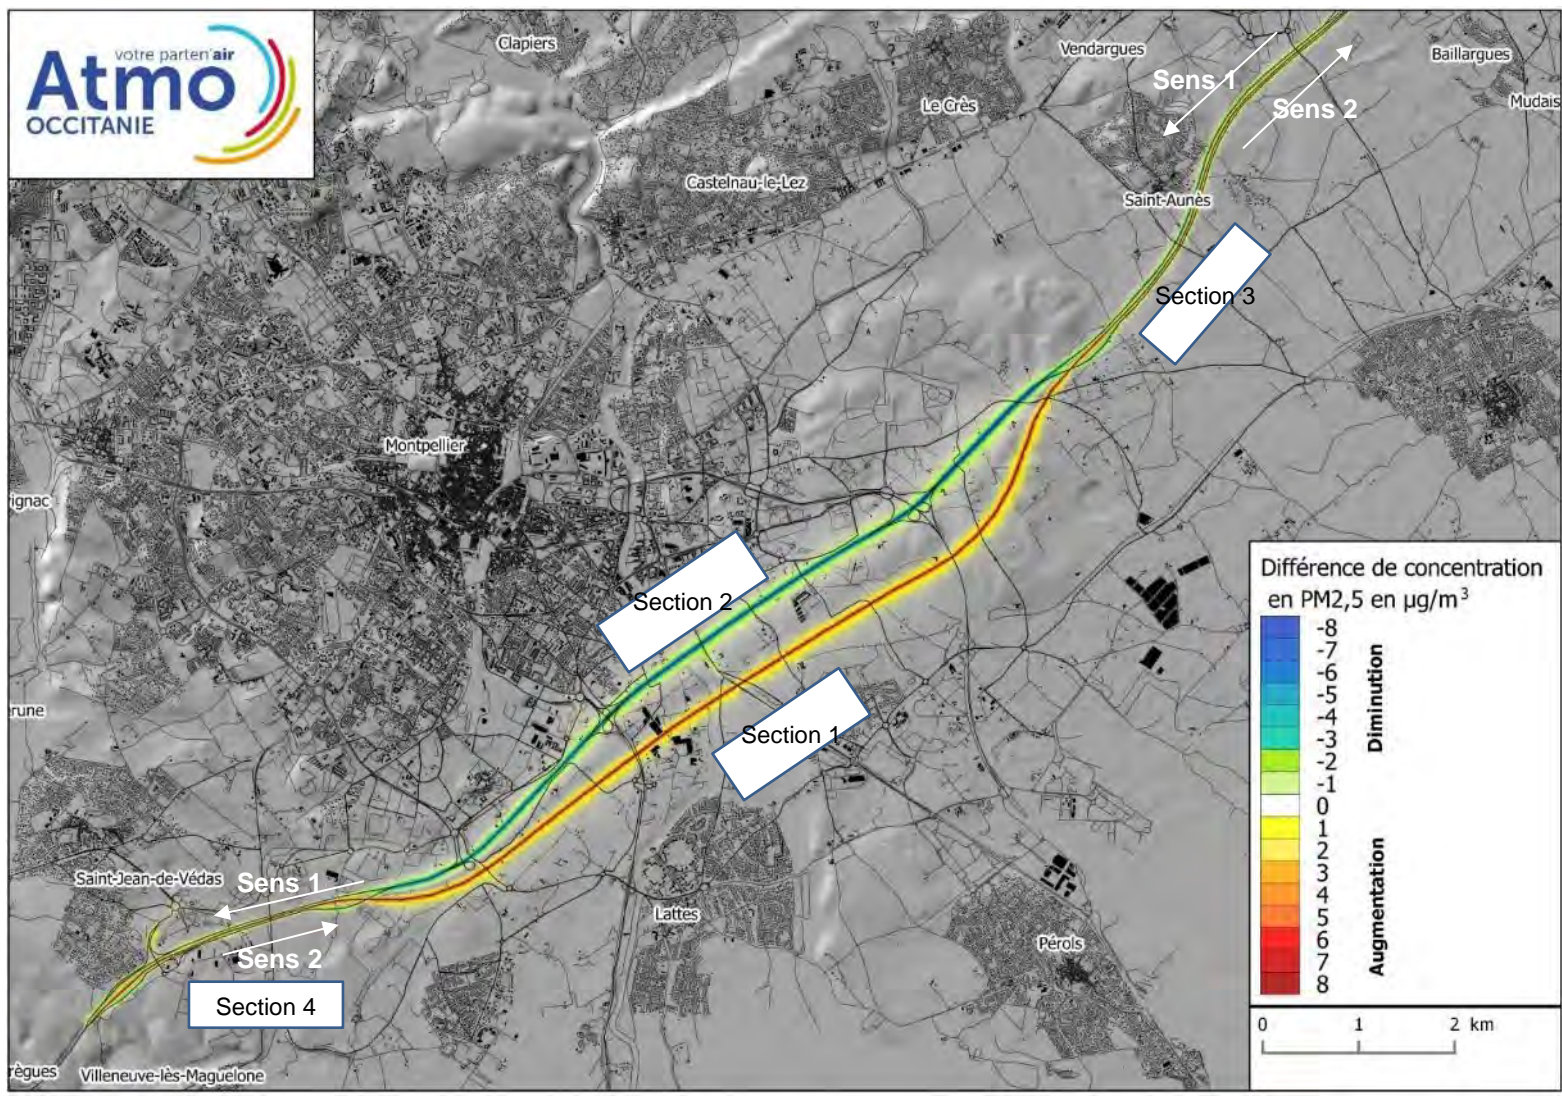 votre parten'air
Atmo
OCCITANIE
Clapiers
Vendargues
Baillargues
Sens 1
Sens 2
Le Crès
Mudais
Castelnau-le-Lez
Saint-Aunès
Section 3
Montpellier
vignac
Section 2
erune
Section 1
Saint-Jean-de-Védas
Sens 1
Lattes
Sens 2
Pérols
Section 4
règues
Villeneuve-lès-Maguelone
Différence de concentration
en PM2,5 en µg/m³
-8
-7
-6
-5
-4
-3
-2
-1
0
1
2
3
4
5
6
7
8
Diminution
Augmentation
0 1 2 km